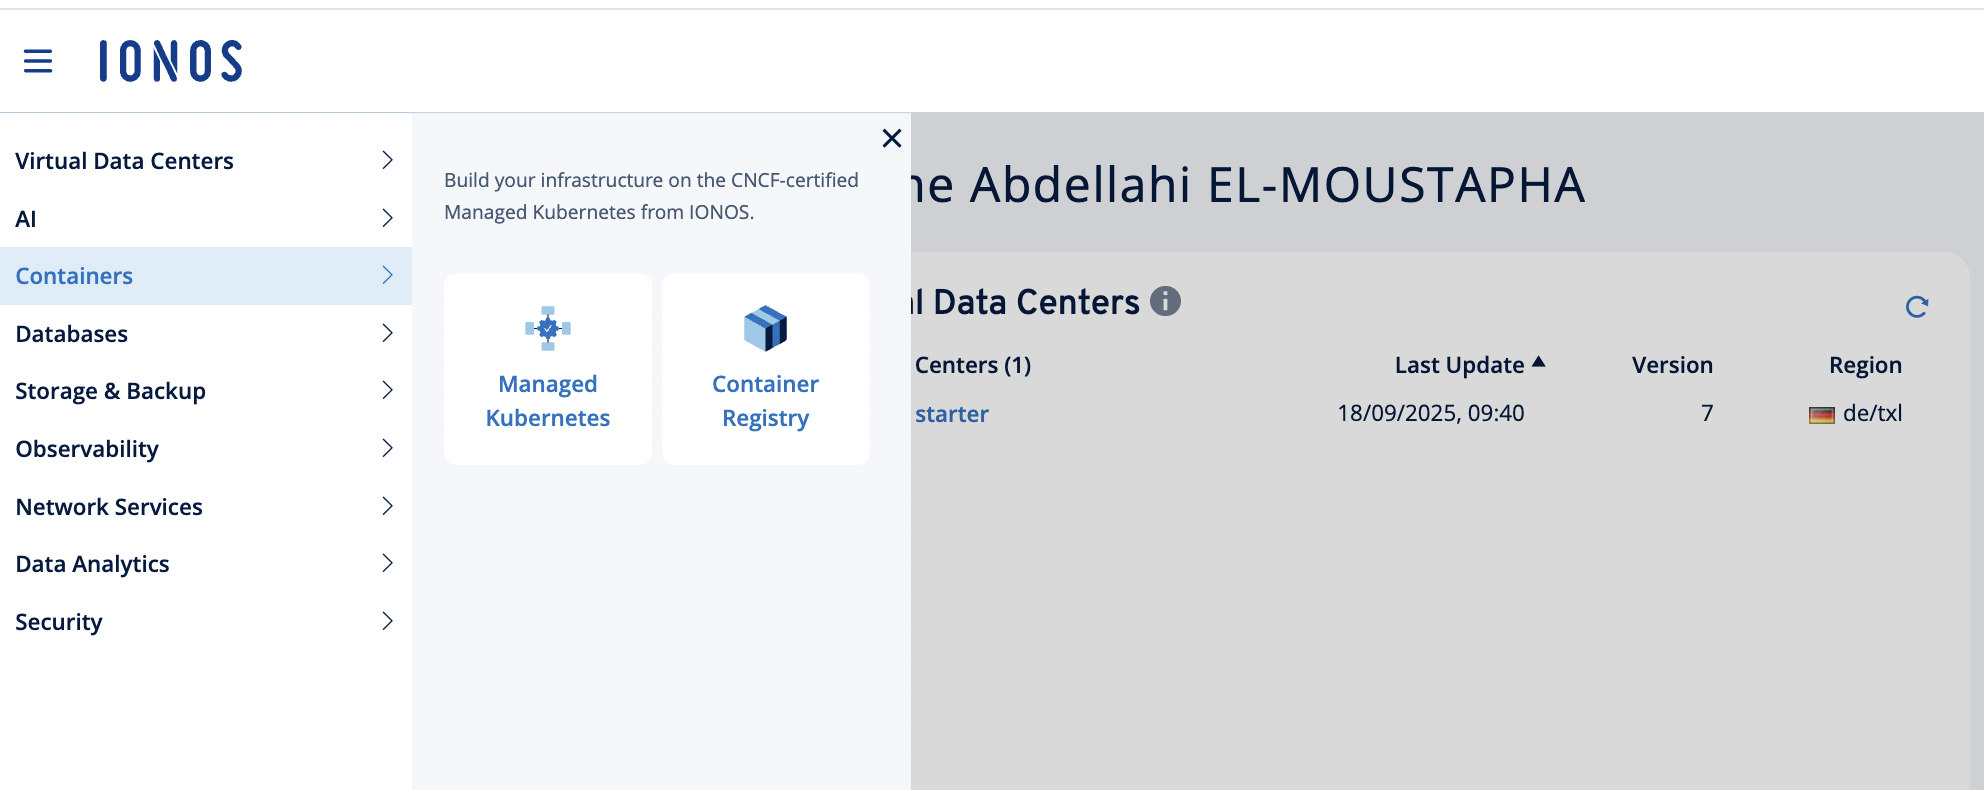 IONOS
Virtual Data Centers
AI
Containers
Databases
Storage & Backup
Observability
Network Services
Data Analytics
Security
Build your infrastructure on the CNCF-certified
Managed Kubernetes from IONOS.
Managed
Kubernetes
Container
Registry
Abdellahi EL-MOUSTAPHA
Data Centers
Centers (1) Last Update Version Region
starter 18/09/2025, 09:40 7 de/txl